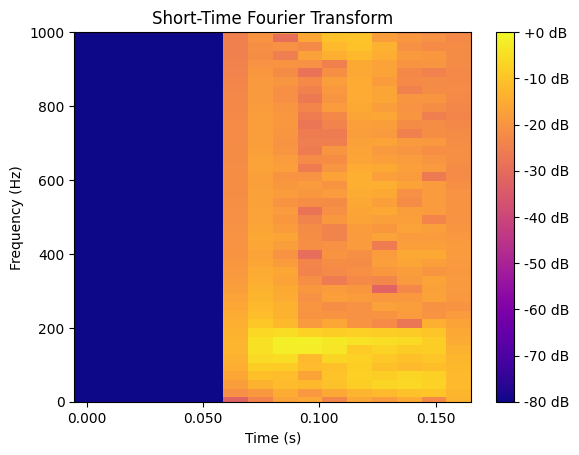 Short-Time Fourier Transform
Frequency (Hz)
1000
800
600
400
200
0
0.000
0.050
0.100
0.150
Time (s)
+0 dB
-10 dB
-20 dB
-30 dB
-40 dB
-50 dB
-60 dB
-70 dB
-80 dB